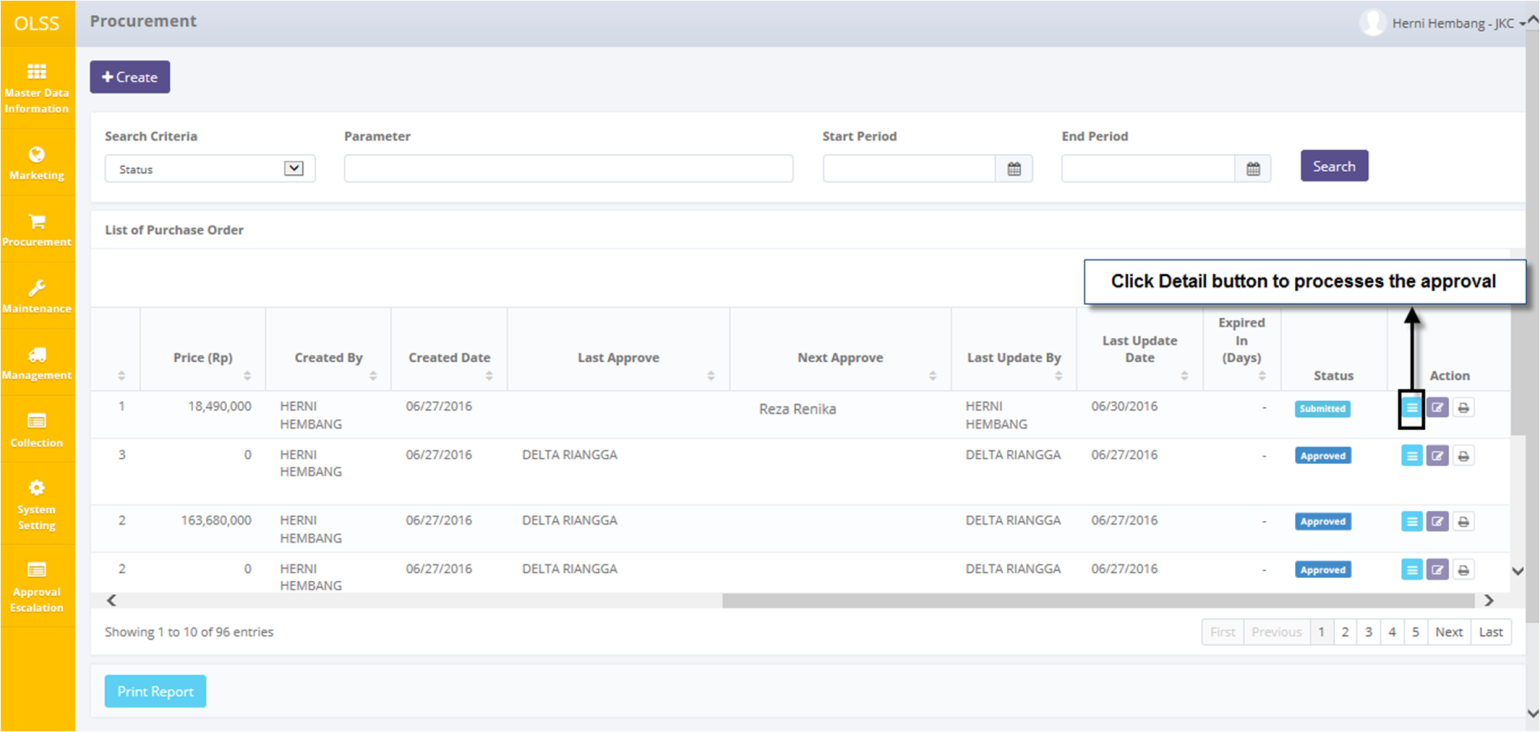 OLSS
Procurement
Herni Hembang - JKC
Master Data
Information
Marketing
Procurement
Maintenance
Management
Collection
System
Setting
Approval
Escalation
+ Create
Search Criteria
Parameter
Start Period
End Period
Status
Search
List of Purchase Order
Click Detail button to processes the approval
Price (Rp)
Created By
Created Date
Last Approve
Next Approve
Last Update By
Last Update
Date
Expired
In
(Days)
Status
Action
1 18,490,000 HERNI 06/27/2016 Reza Renika HERNI 06/30/2016 - Submitted
HEMBANG HEMBANG
3 0 HERNI 06/27/2016 DELTA RIANGGA DELTA RIANGGA 06/27/2016 - Approved
HEMBANG
2 163,680,000 HERNI 06/27/2016 DELTA RIANGGA DELTA RIANGGA 06/27/2016 - Approved
HEMBANG
2 0 HERNI 06/27/2016 DELTA RIANGGA DELTA RIANGGA 06/27/2016 - Approved
HEMBANG
Showing 1 to 10 of 96 entries
First Previous 1 2 3 4 5 Next Last
Print Report